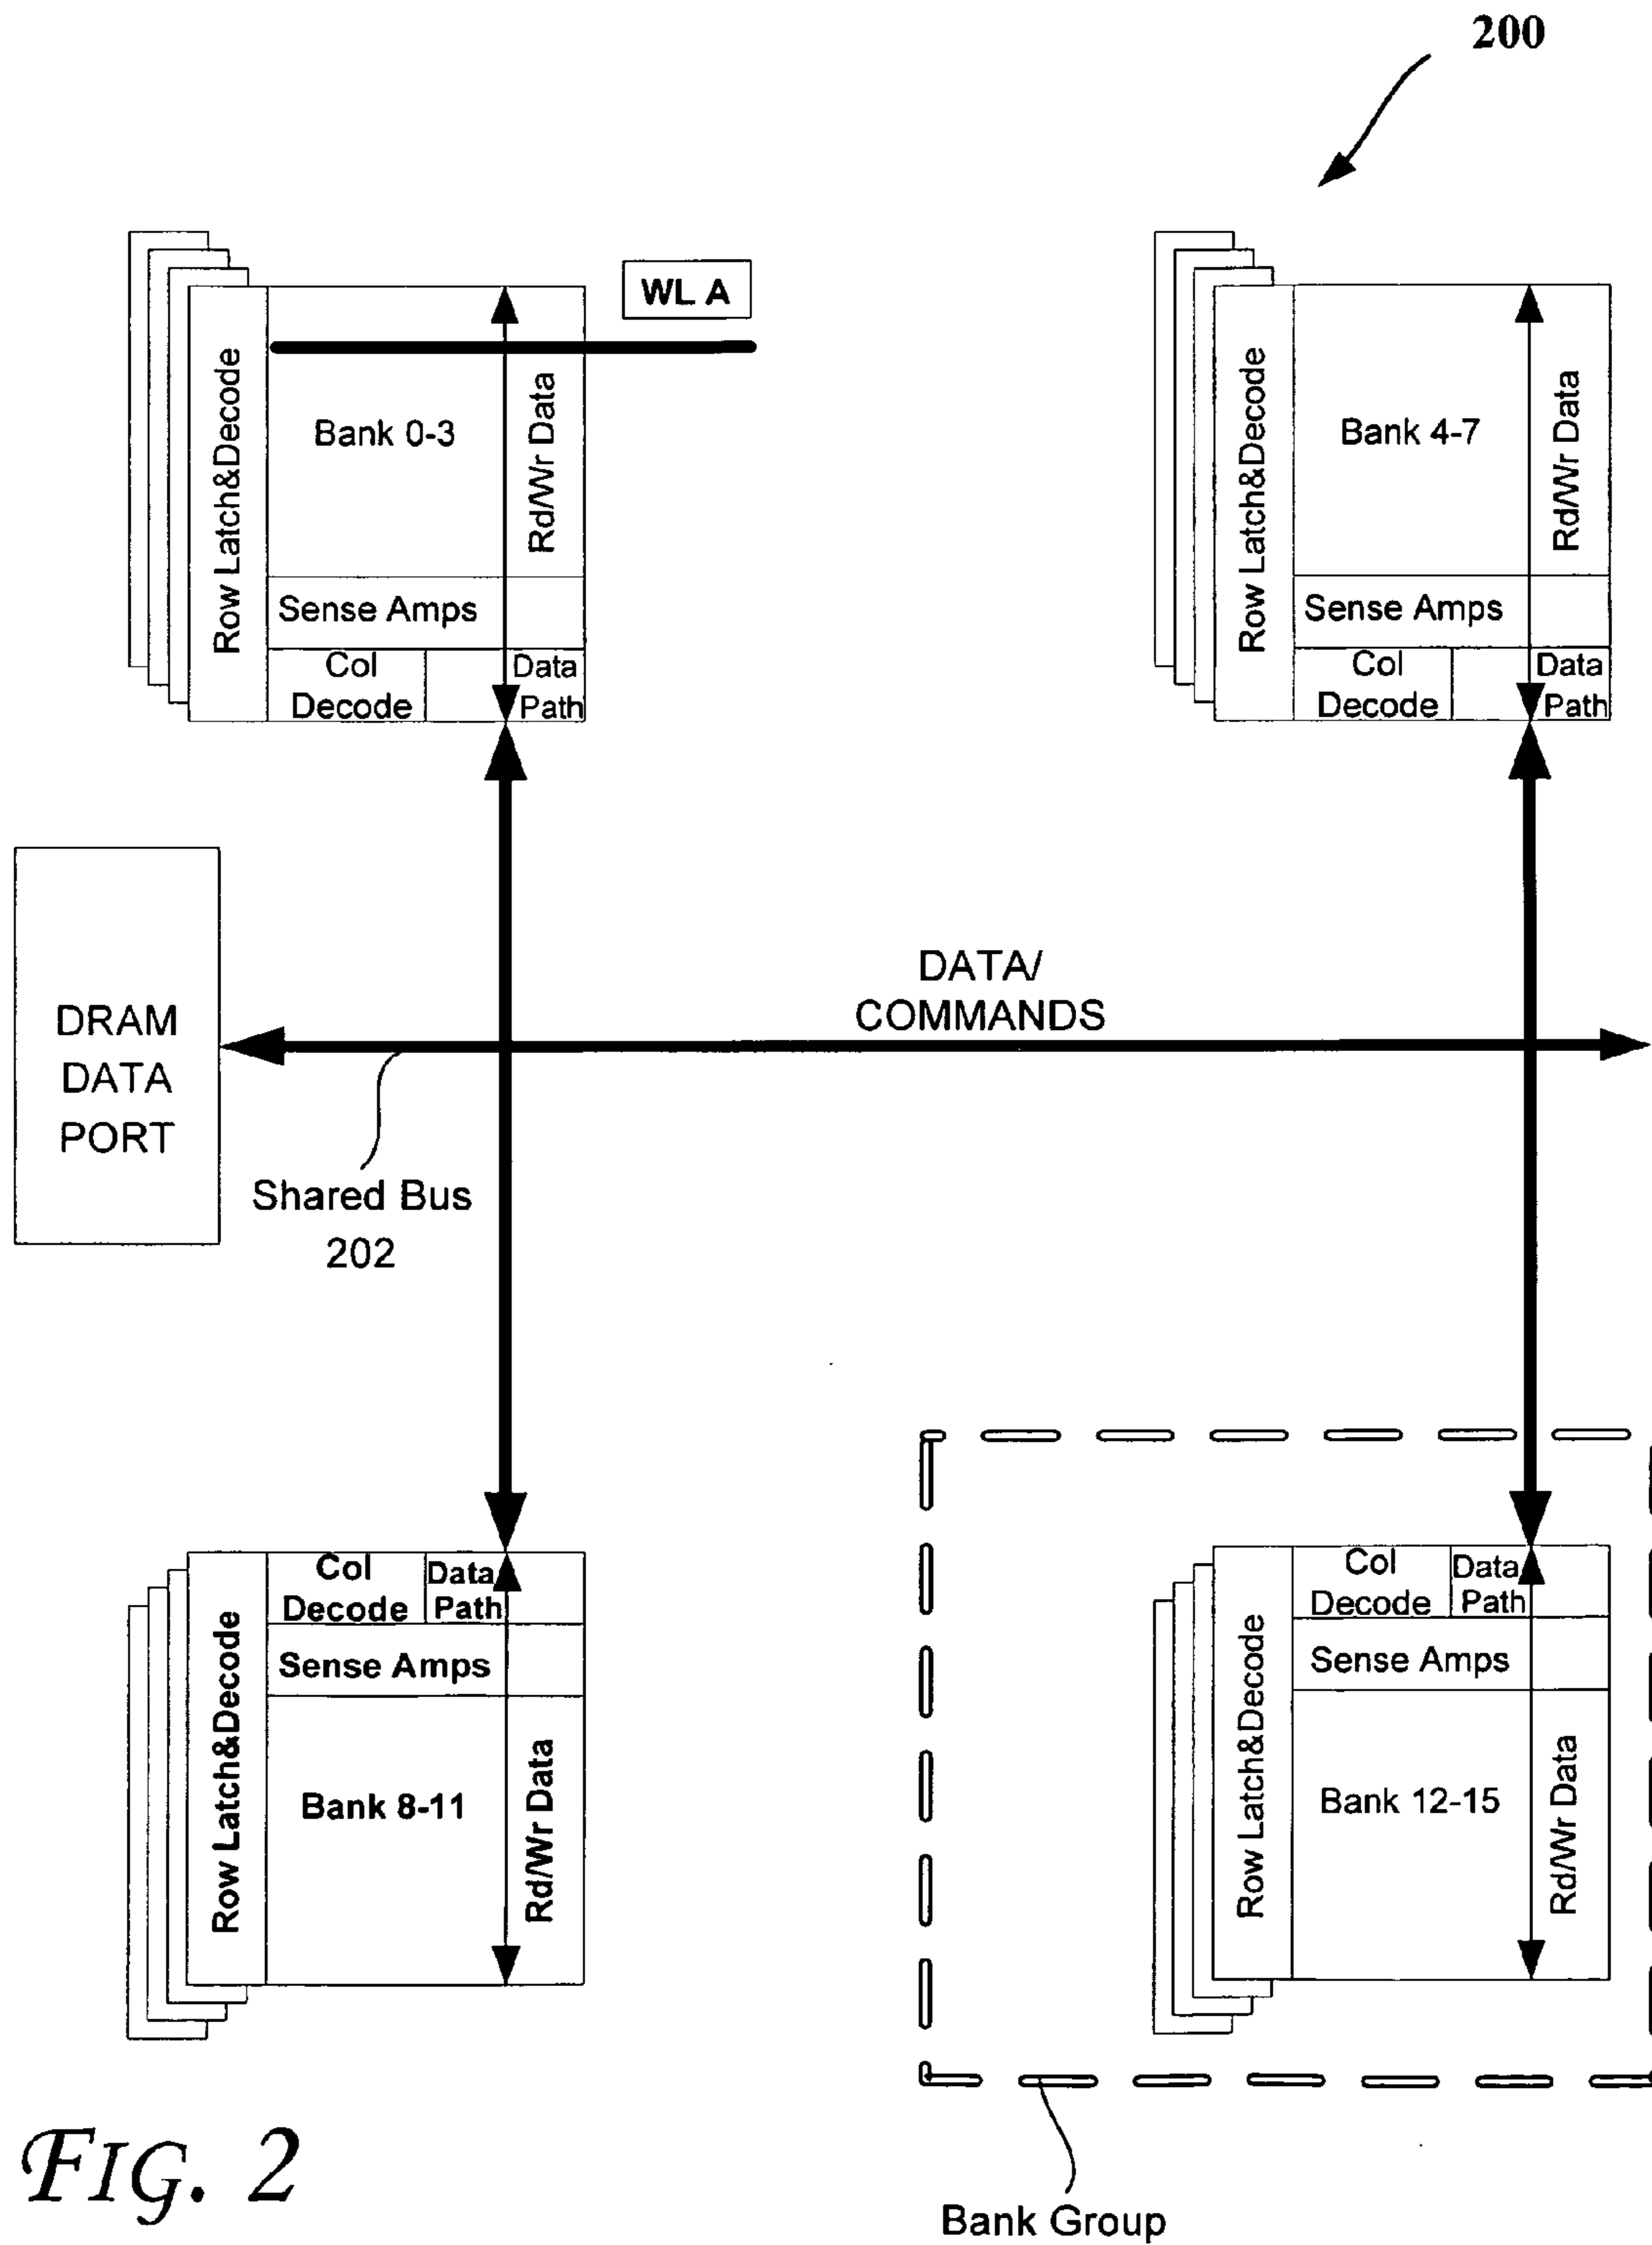 200
WL A
Row Latch&Decode
Bank 0-3
Rd/Wr Data
Sense Amps
Col
Decode
Data
Path
Row Latch&Decode
Bank 4-7
Rd/Wr Data
Sense Amps
Col
Decode
Data
Path
DRAM
DATA
PORT
DATA/
COMMANDS
Shared Bus
202
Row Latch&Decode
Col
Decode
Data
Path
Sense Amps
Bank 8-11
Rd/Wr Data
Row Latch&Decode
Col
Decode
Data
Path
Sense Amps
Bank 12-15
Rd/Wr Data
Bank Group
FIG. 2